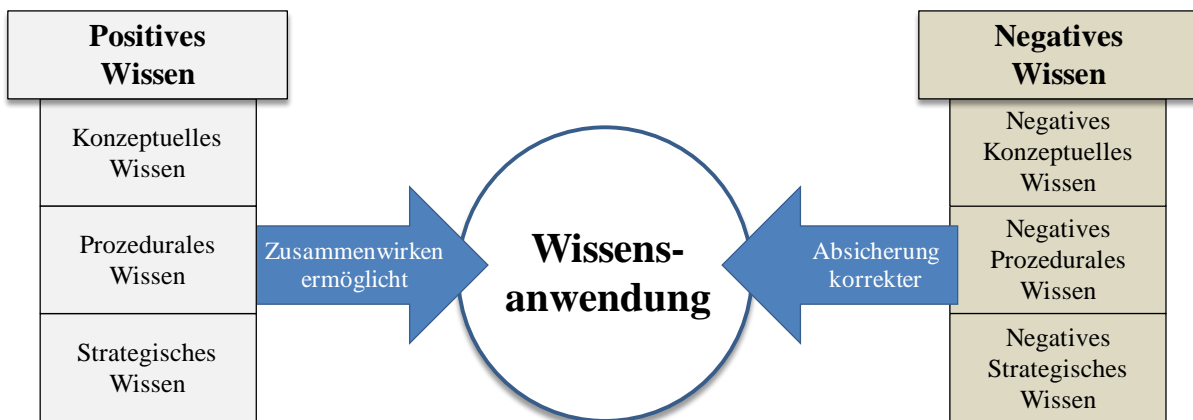 Positives
Wissen
Konzeptuelles
Wissen
Prozedurales
Wissen
Strategisches
Wissen
Zusammenwirken
ermöglicht
Wissens-
anwendung
Absicherung
korrekter
Negatives
Wissen
Negatives
Konzeptuelles
Wissen
Negatives
Prozedurales
Wissen
Negatives
Strategisches
Wissen